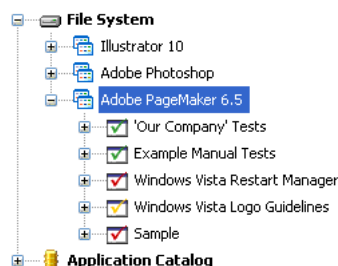 File System
Illustrator 10
Adobe Photoshop
Adobe PageMaker 6.5
'Our Company' Tests
Example Manual Tests
Windows Vista Restart Manager
Windows Vista Logo Guidelines
Sample
Application Catalog